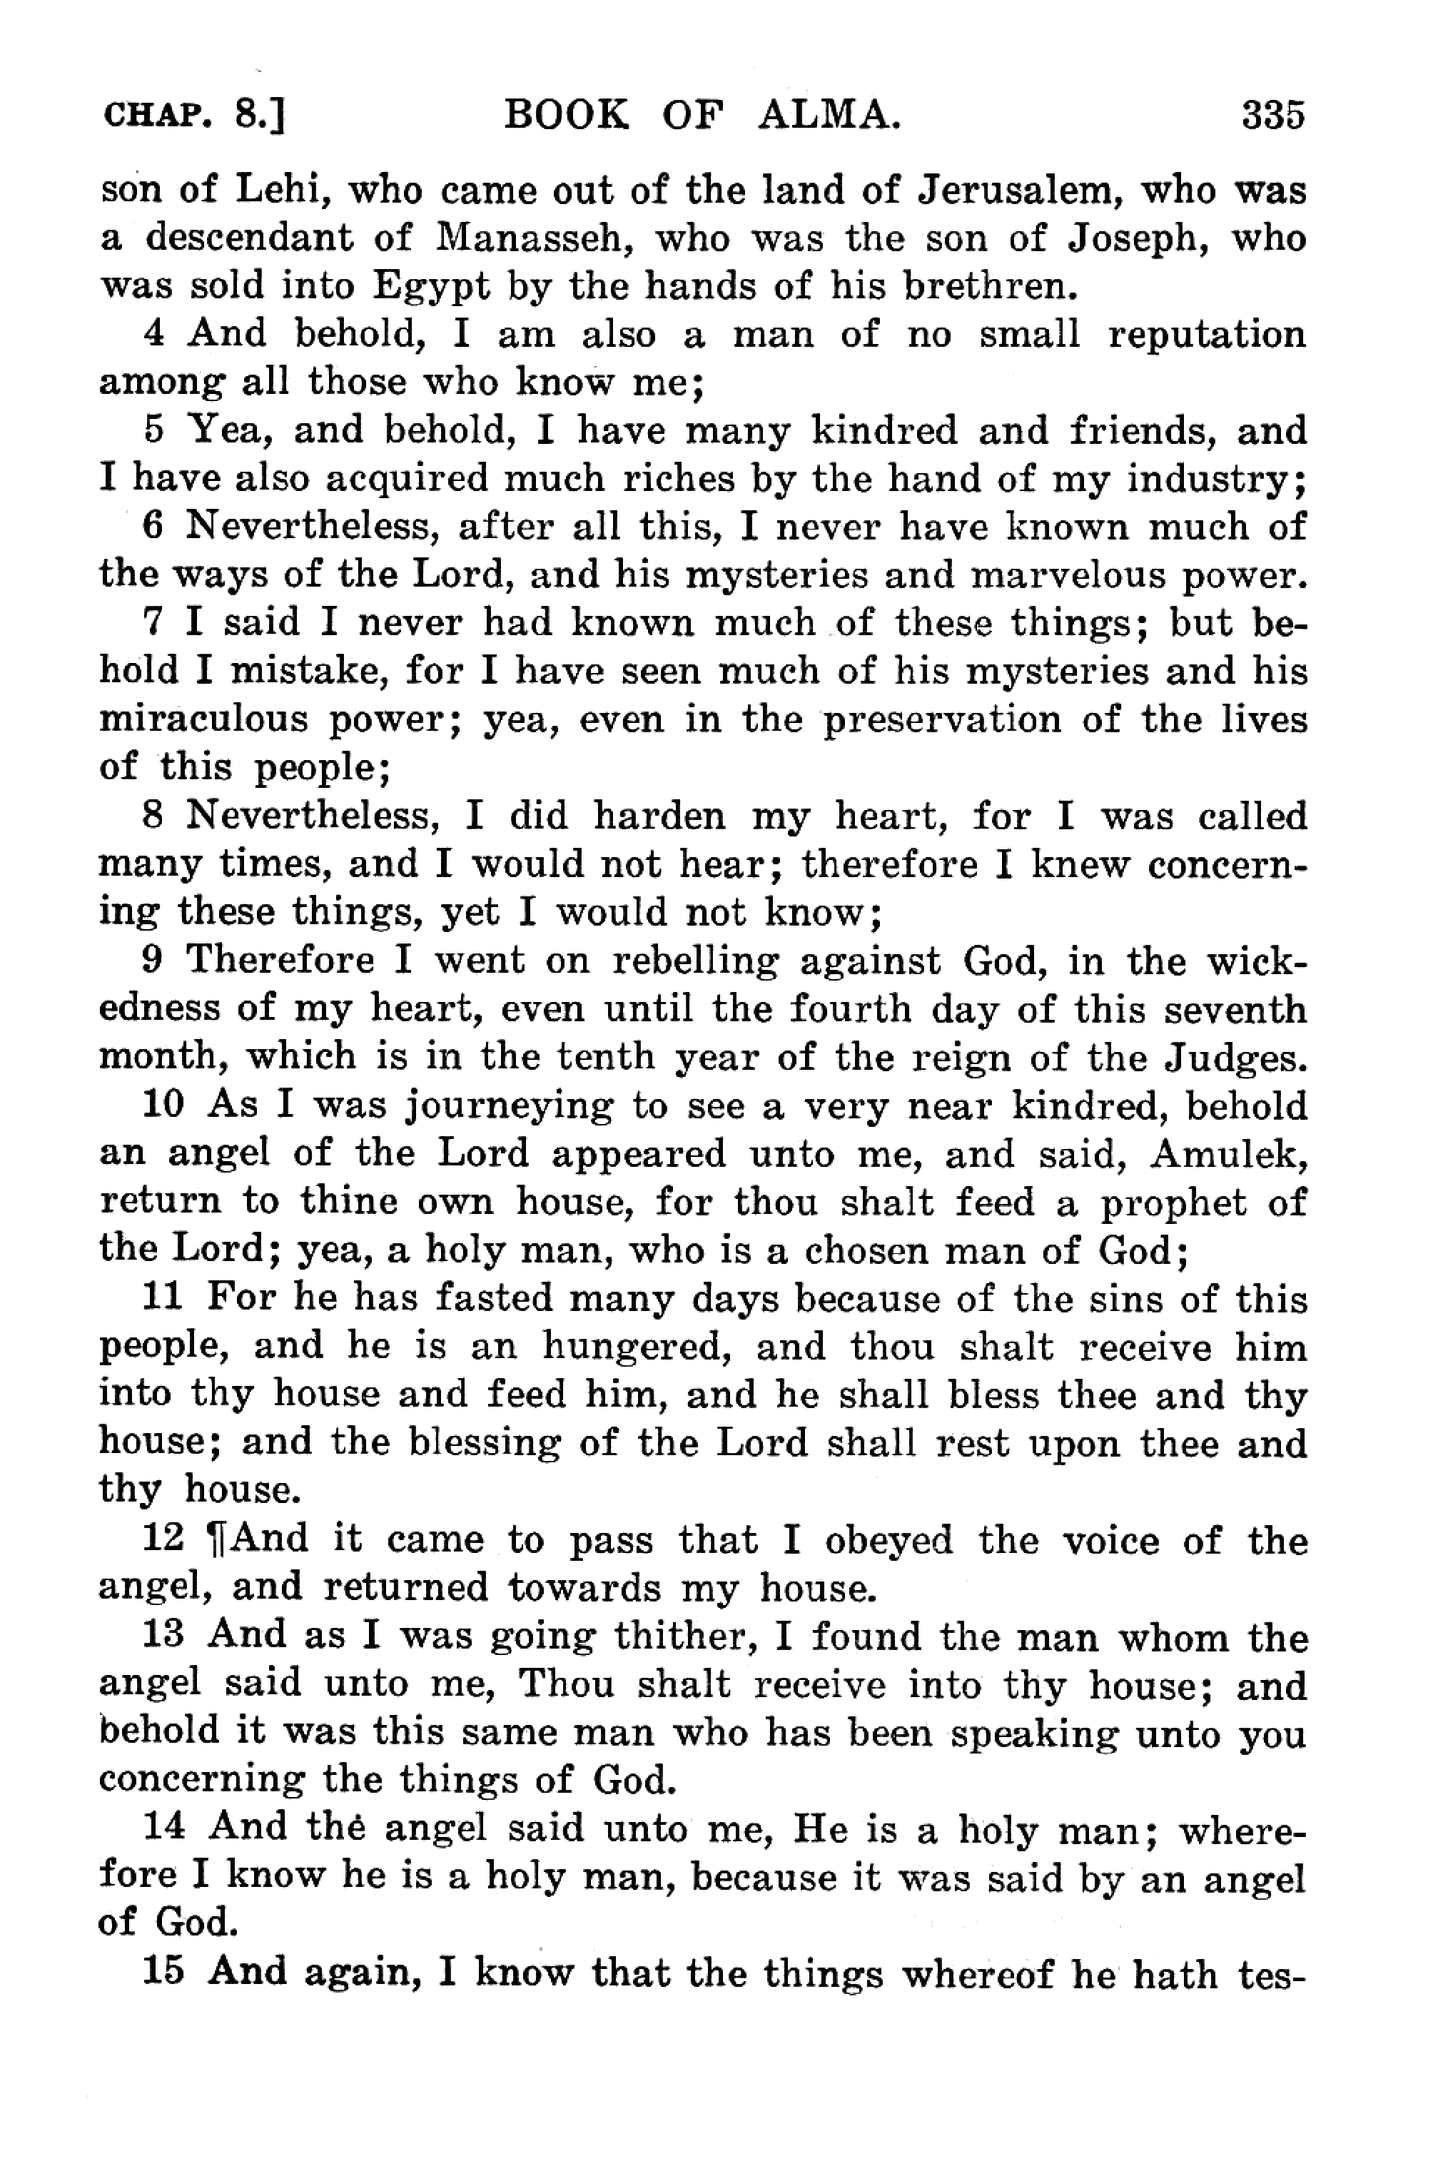 CHAP. 8.] BOOK OF ALMA. 335
son of Lehi, who came out of the land of Jerusalem, who was
a descendant of Manasseh, who was the son of Joseph, who
was sold into Egypt by the hands of his brethren.
4 And behold, I am also a man of no small reputation
among all those who know me;
5 Yea, and behold, I have many kindred and friends, and
I have also acquired much riches by the hand of my industry;
6 Nevertheless, after all this, I never have known much of
the ways of the Lord, and his mysteries and marvelous power.
7 I said I never had known much of these things; but be-
hold I mistake, for I have seen much of his mysteries and his
miraculous power; yea, even in the preservation of the lives
of this people;
8 Nevertheless, I did harden my heart, for I was called
many times, and I would not hear; therefore I knew concern-
ing these things, yet I would not know;
9 Therefore I went on rebelling against God, in the wick-
edness of my heart, even until the fourth day of this seventh
month, which is in the tenth year of the reign of the Judges.
10 As I was journeying to see a very near kindred, behold
an angel of the Lord appeared unto me, and said, Amulek,
return to thine own house, for thou shalt feed a prophet of
the Lord; yea, a holy man, who is a chosen man of God;
11 For he has fasted many days because of the sins of this
people, and he is an hungered, and thou shalt receive him
into thy house and feed him, and he shall bless thee and thy
house; and the blessing of the Lord shall rest upon thee and
thy house.
12 ¶And it came to pass that I obeyed the voice of the
angel, and returned towards my house.
13 And as I was going thither, I found the man whom the
angel said unto me, Thou shalt receive into thy house; and
behold it was this same man who has been speaking unto you
concerning the things of God.
14 And the angel said unto me, He is a holy man; where-
fore I know he is a holy man, because it was said by an angel
of God.
15 And again, I know that the things whereof he hath tes-